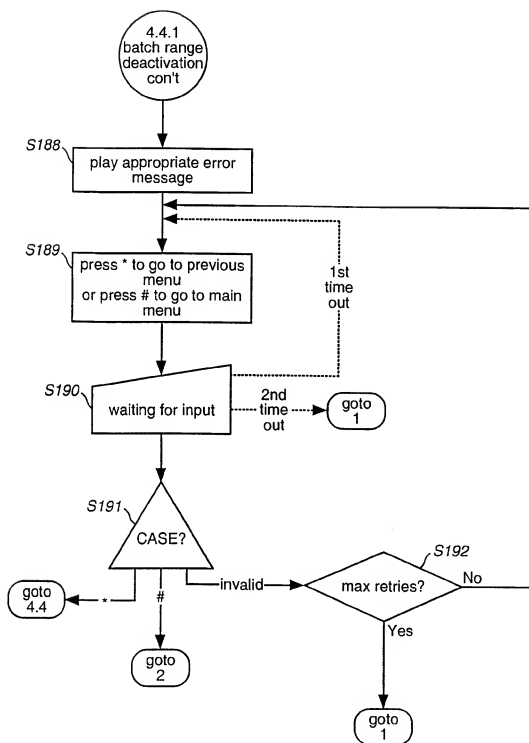 4.4.1
batch range
deactivation
con't
S188
play appropriate error
message
S189
press * to go to previous
menu
or press # to go to main
menu
1st
time
out
S190
waiting for input
2nd
time
out
goto
1
S191
CASE?
S192
max retries?
No
invalid
goto
4.4
*
#
Yes
goto
2
goto
1